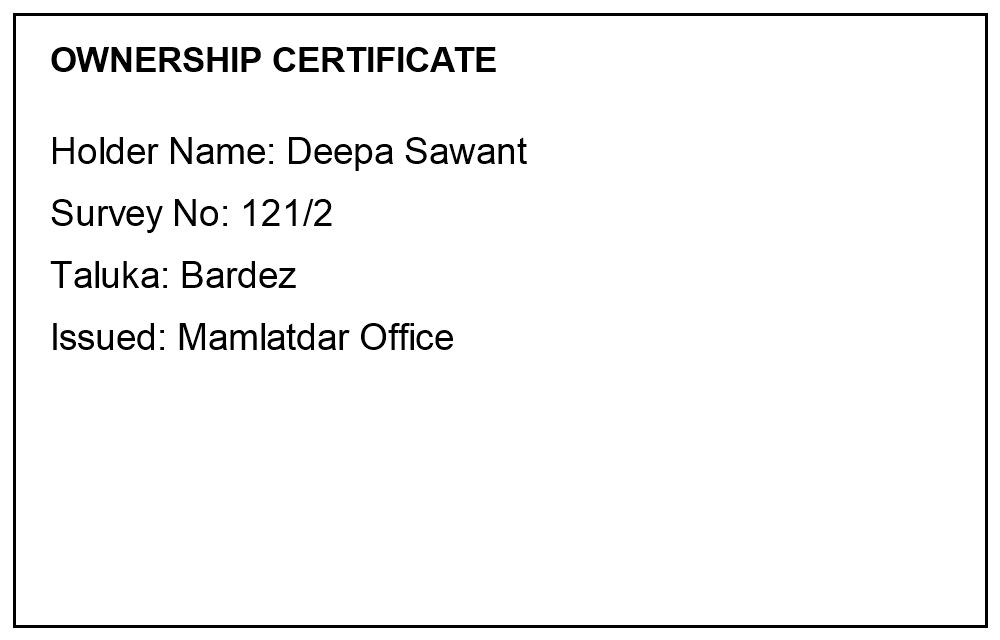 OWNERSHIP CERTIFICATE
Holder Name: Deepa Sawant
Survey No: 121/2
Taluka: Bardez
Issued: Mamlatdar Office